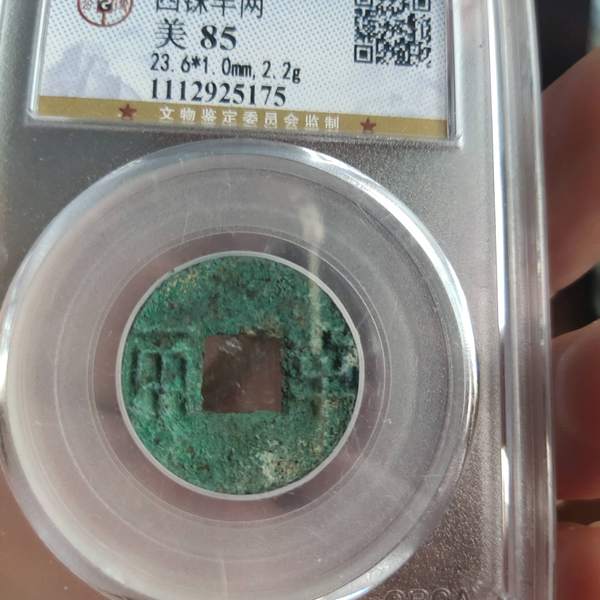 四铢半两
美 85
23.6*1.0mm,2.2g
1112925175
文物鉴定委员会监制
半 两